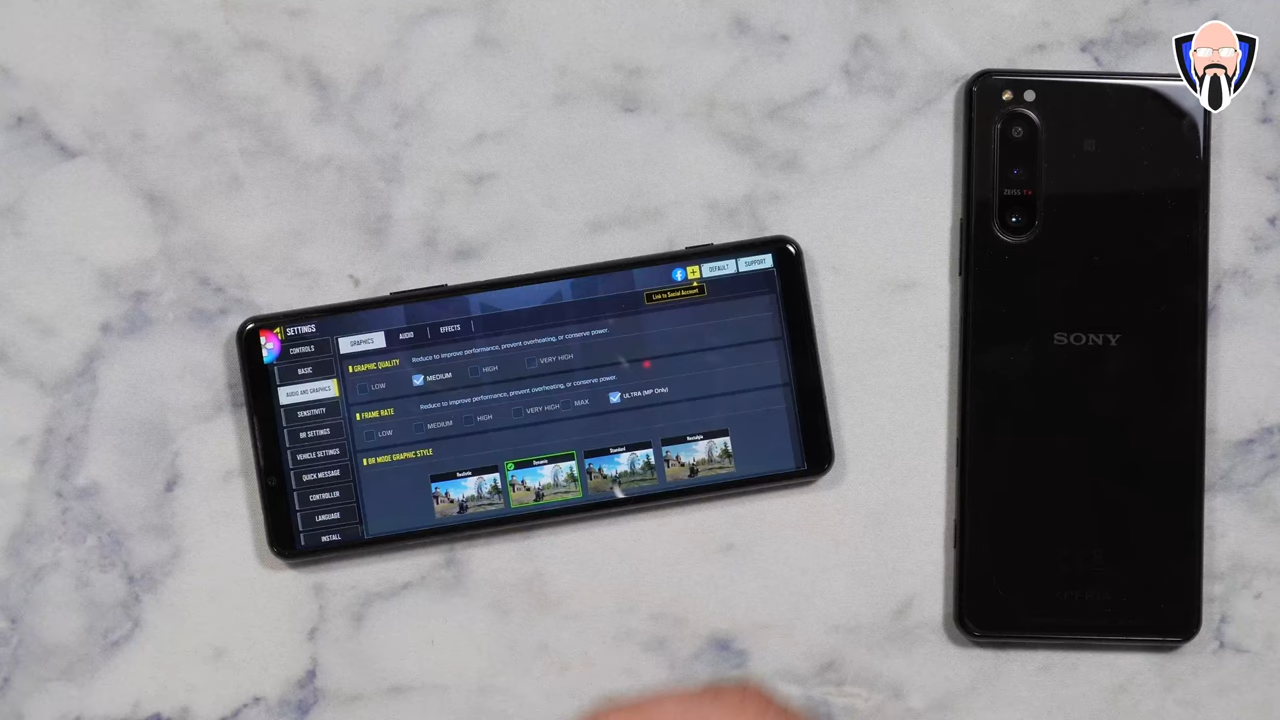 SETTINGS
CONTROLS
BASIC
AUDIO AND GRAPHICS
SENSITIVITY
BR SETTINGS
VEHICLE SETTINGS
QUICK MESSAGE
CONTROLLER
LANGUAGE
INSTALL
GRAPHICS
AUDIO
EFFECTS
DEFAULT
SUPPORT
Link to Social Account
GRAPHIC QUALITY Reduce to improve performance, prevent overheating, or conserve power.
LOW MEDIUM HIGH VERY HIGH
FRAME RATE Reduce to improve performance, prevent overheating, or conserve power.
LOW MEDIUM HIGH VERY HIGH MAX ULTRA (MP Only)
BR MODE GRAPHIC STYLE
Realistic Dynamic Standard Nostalgic
ZEISS T*
SONY
XPERIA